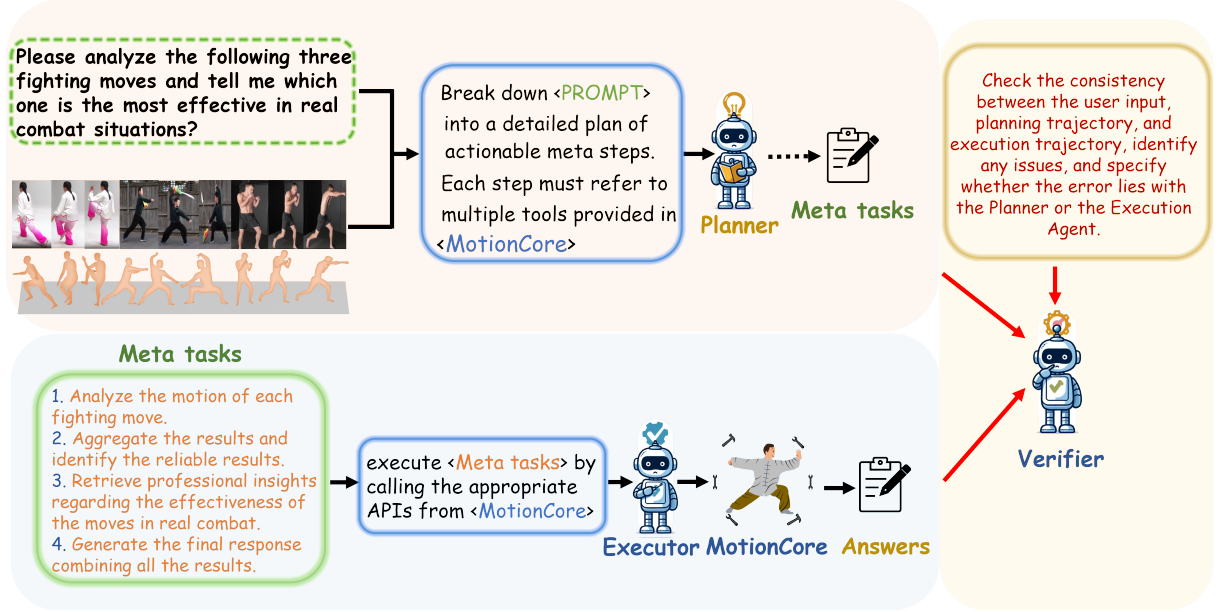 Please analyze the following three
fighting moves and tell me which
one is the most effective in real
combat situations?
Break down <PROMPT>
into a detailed plan of
actionable meta steps.
Each step must refer to
multiple tools provided in
<MotionCore>
Planner
Meta tasks
Check the consistency
between the user input,
planning trajectory, and
execution trajectory, identify
any issues, and specify
whether the error lies with
the Planner or the Execution
Agent.
Verifier
Meta tasks
1. Analyze the motion of each
fighting move.
2. Aggregate the results and
identify the reliable results.
3. Retrieve professional insights
regarding the effectiveness of
the moves in real combat.
4. Generate the final response
combining all the results.
execute <Meta tasks> by
calling the appropriate
APIs from <MotionCore>
Executor
MotionCore
Answers